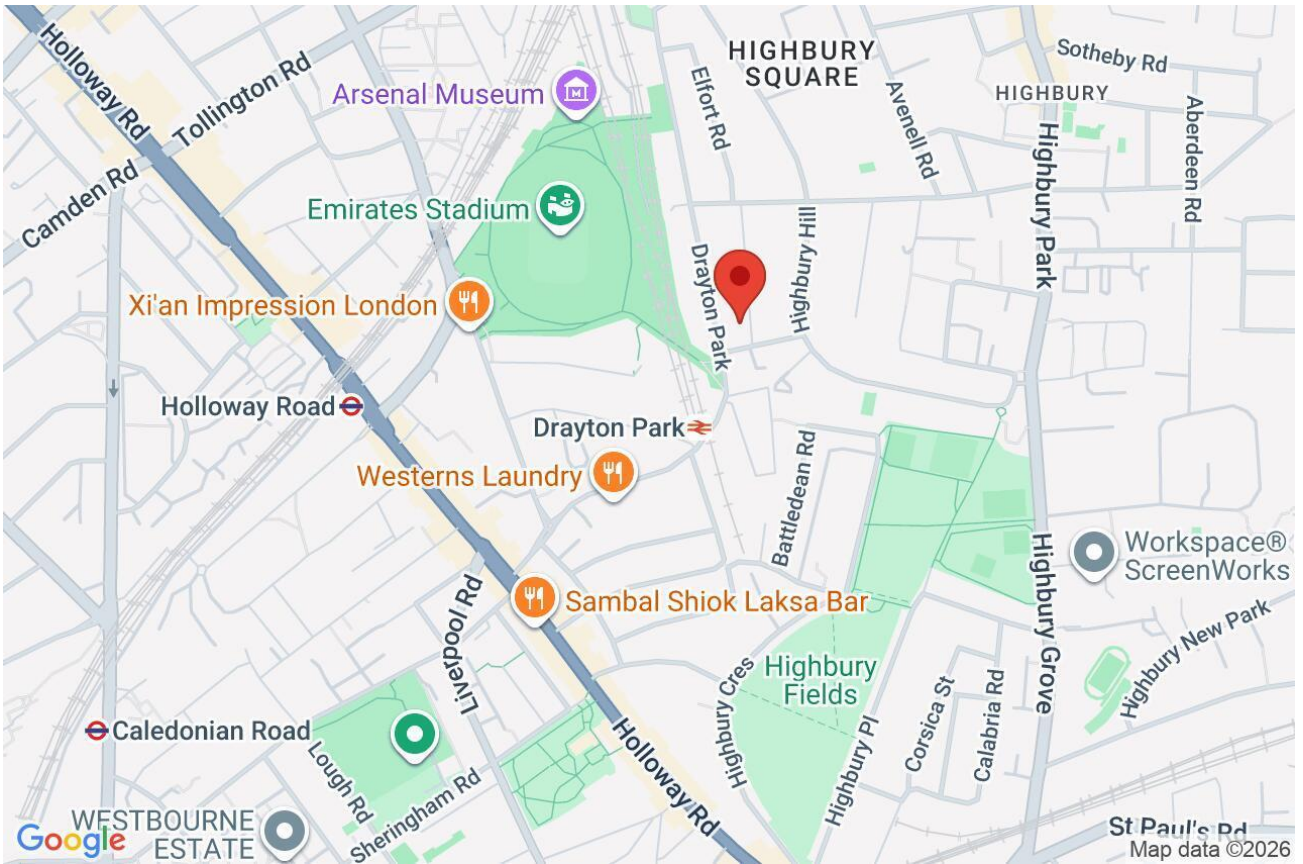 Holloway Rd
Tollington Rd
Camden Rd
Arsenal Museum
Emirates Stadium
Xi'an Impression London
Holloway Road
Drayton Park
Westerns Laundry
Sambal Shiok Laksa Bar
Liverpool Rd
Caledonian Road
Lough Rd
Sheringham Rd
WESTBOURNE
ESTATE
Google
Holloway Rd
HIGHBURY
SQUARE
Elfort Rd
Avenell Rd
HIGHBURY
Sotheby Rd
Aberdeen Rd
Highbury Park
Highbury Hill
Drayton Park
Battledean Rd
Highbury Grove
Workspace®
ScreenWorks
Highbury New Park
Highbury
Fields
Highbury Cres
Highbury Pl
Corsica St
Calabria Rd
St Paul's Rd
Map data ©2026